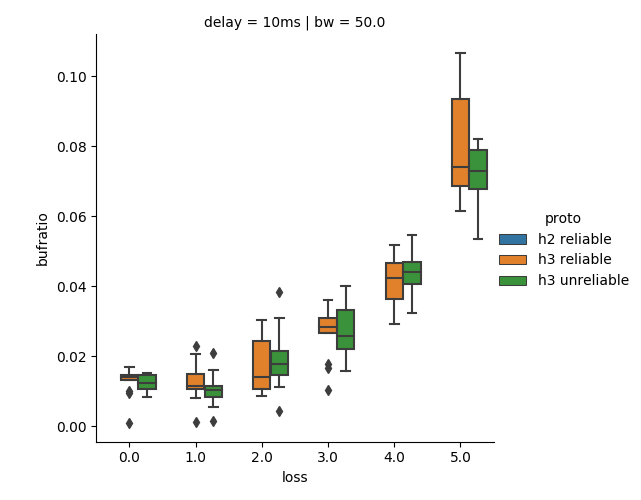 delay = 10ms | bw = 50.0
0.10
0.08
0.06
0.04
0.02
0.00
bufratio
0.0 1.0 2.0 3.0 4.0 5.0
loss
proto
h2 reliable
h3 reliable
h3 unreliable